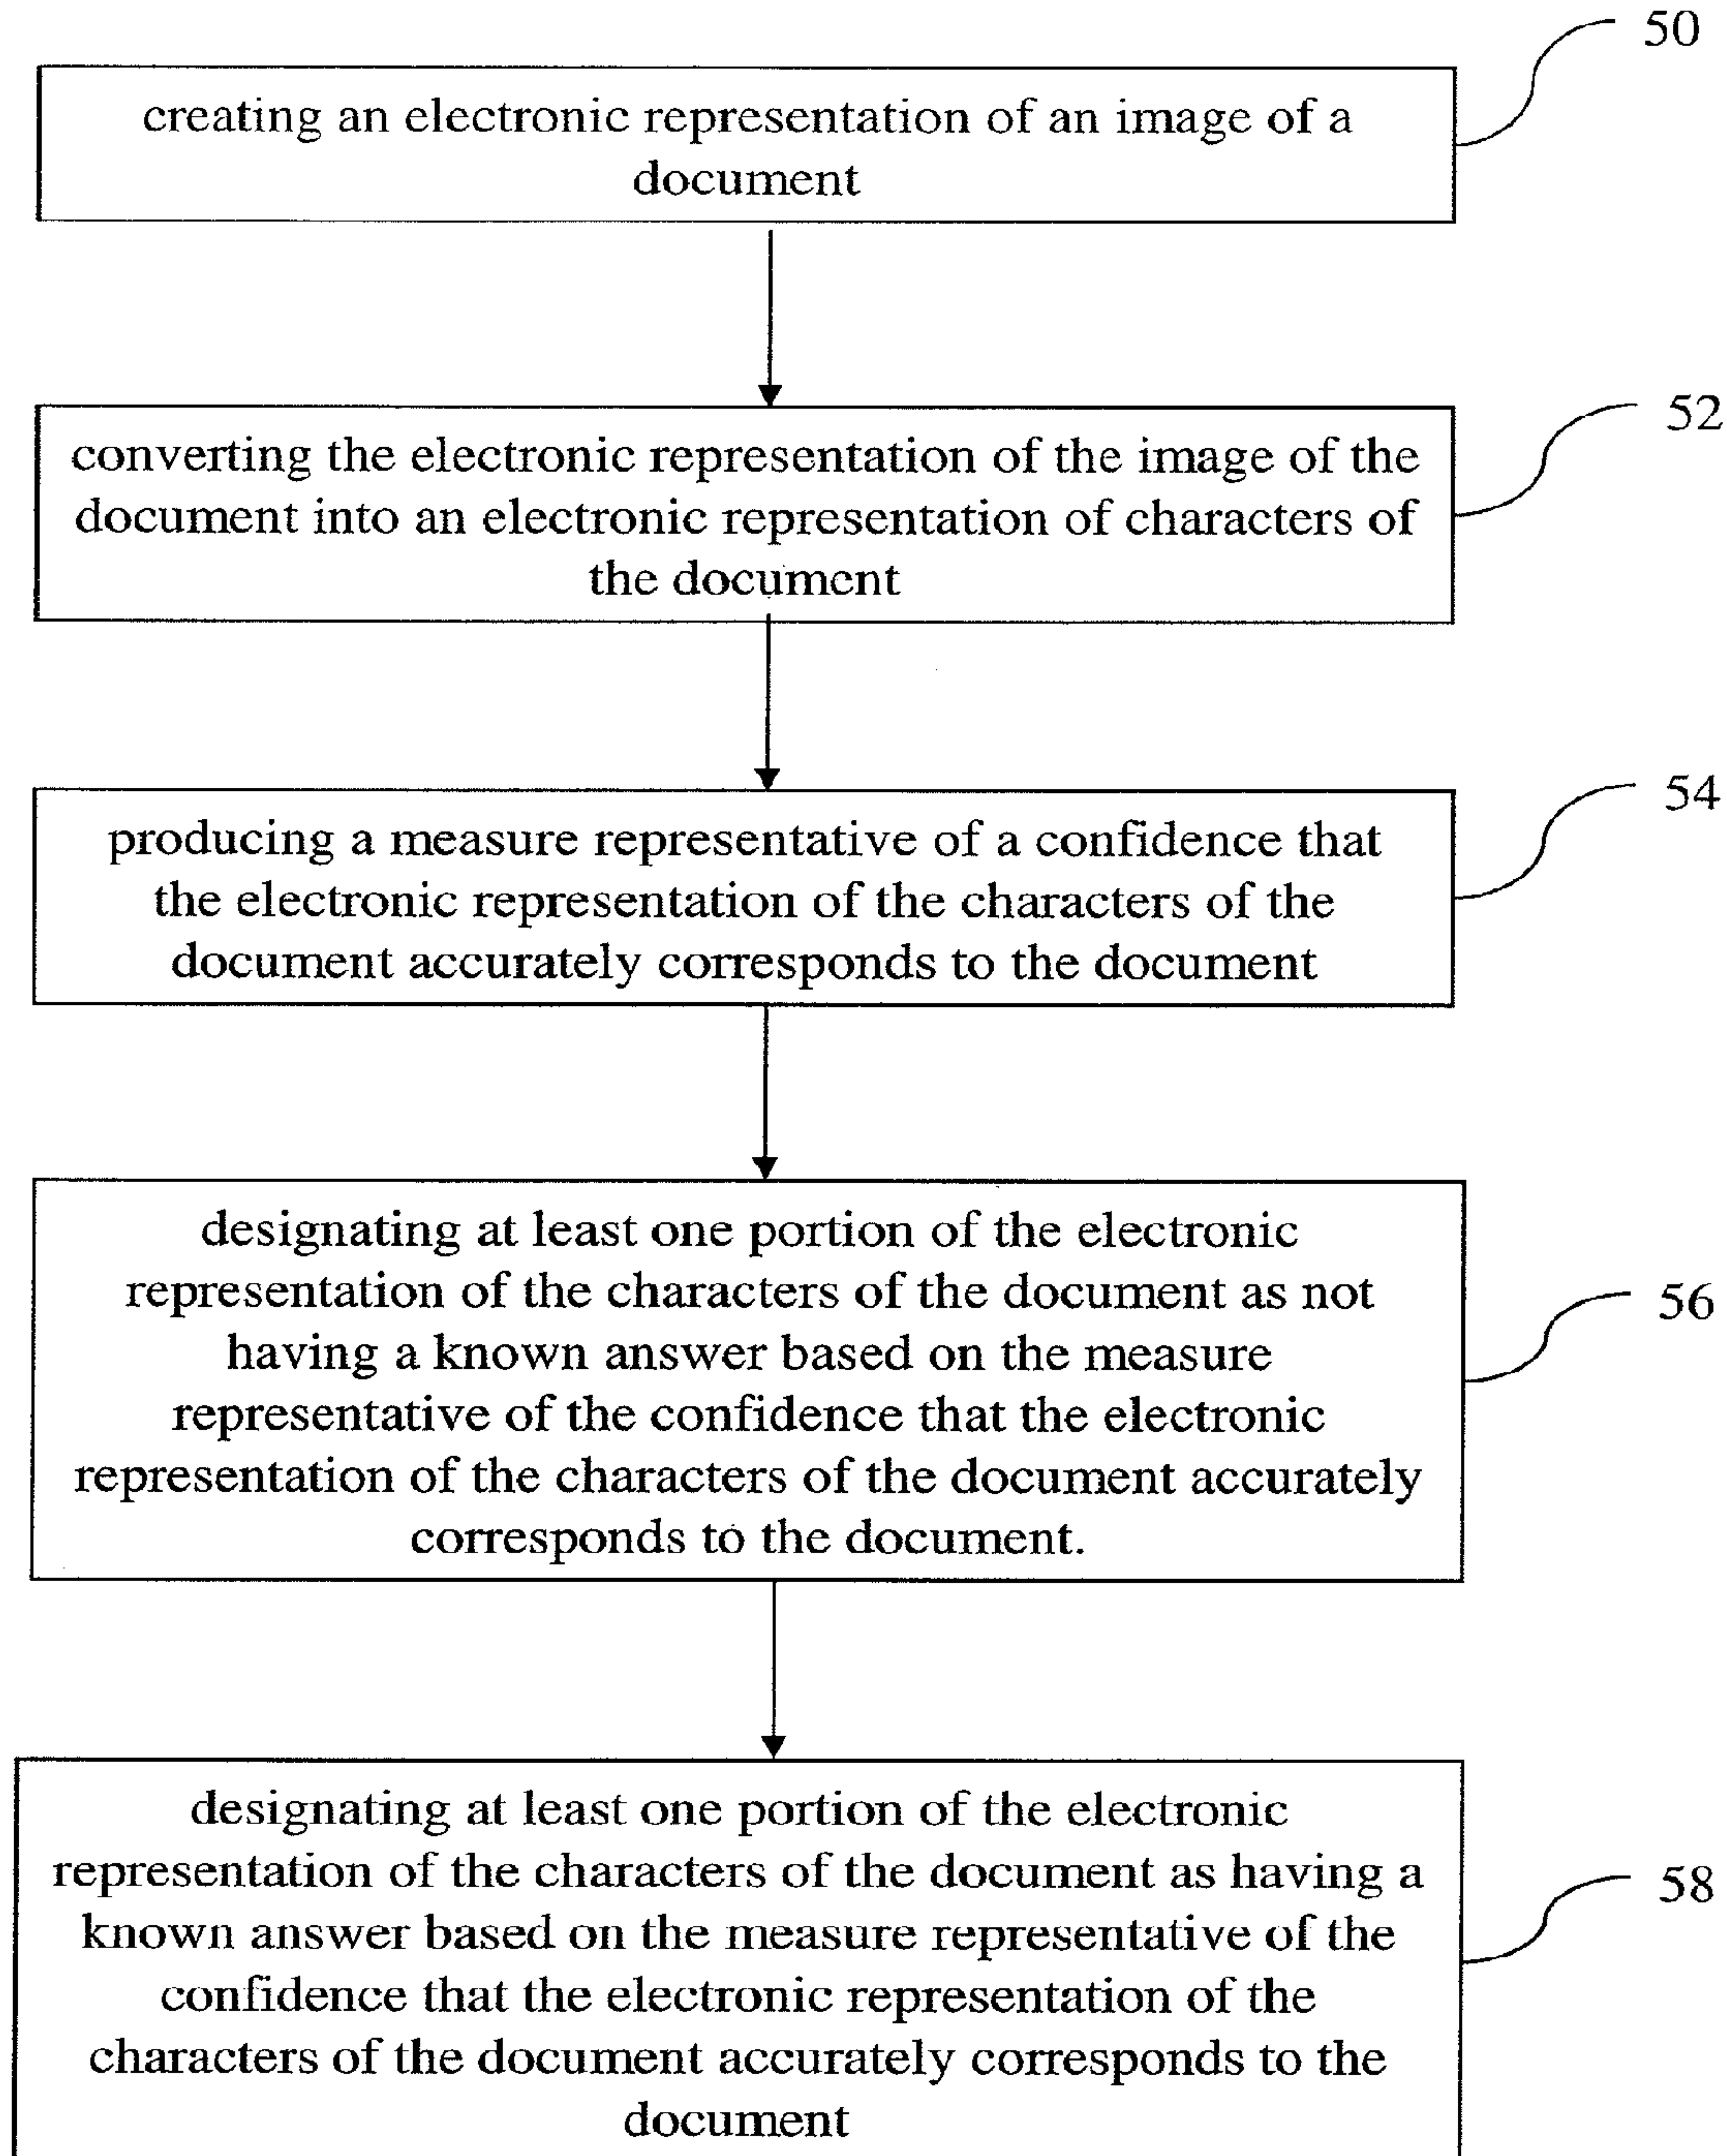 50
creating an electronic representation of an image of a
document
52
converting the electronic representation of the image of the
document into an electronic representation of characters of
the document
54
producing a measure representative of a confidence that
the electronic representation of the characters of the
document accurately corresponds to the document
56
designating at least one portion of the electronic
representation of the characters of the document as not
having a known answer based on the measure
representative of the confidence that the electronic
representation of the characters of the document accurately
corresponds to the document.
58
designating at least one portion of the electronic
representation of the characters of the document as having a
known answer based on the measure representative of the
confidence that the electronic representation of the
characters of the document accurately corresponds to the
document